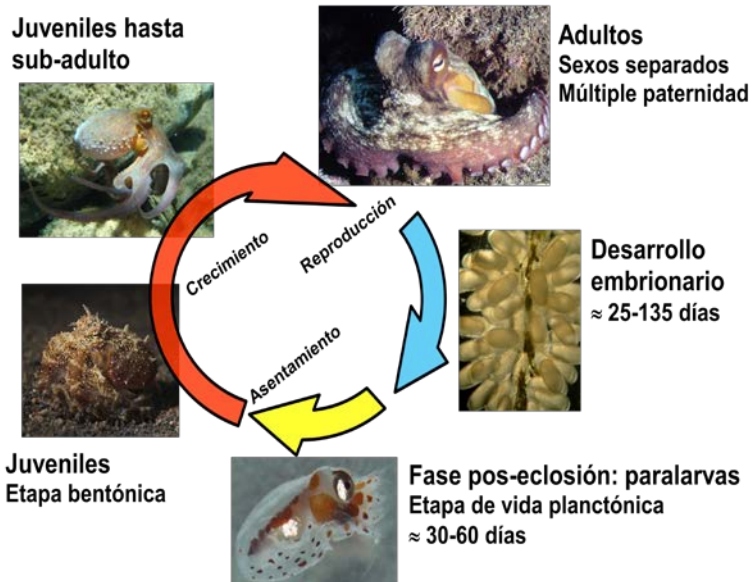 Juveniles hasta
sub-adulto
Adultos
Sexos separados
Múltiple paternidad
Reproducción
Crecimiento
Desarrollo
embrionario
≈ 25-135 días
Asentamiento
Juveniles
Etapa bentónica
Fase pos-eclosión: paralarvas
Etapa de vida planctónica
≈ 30-60 días